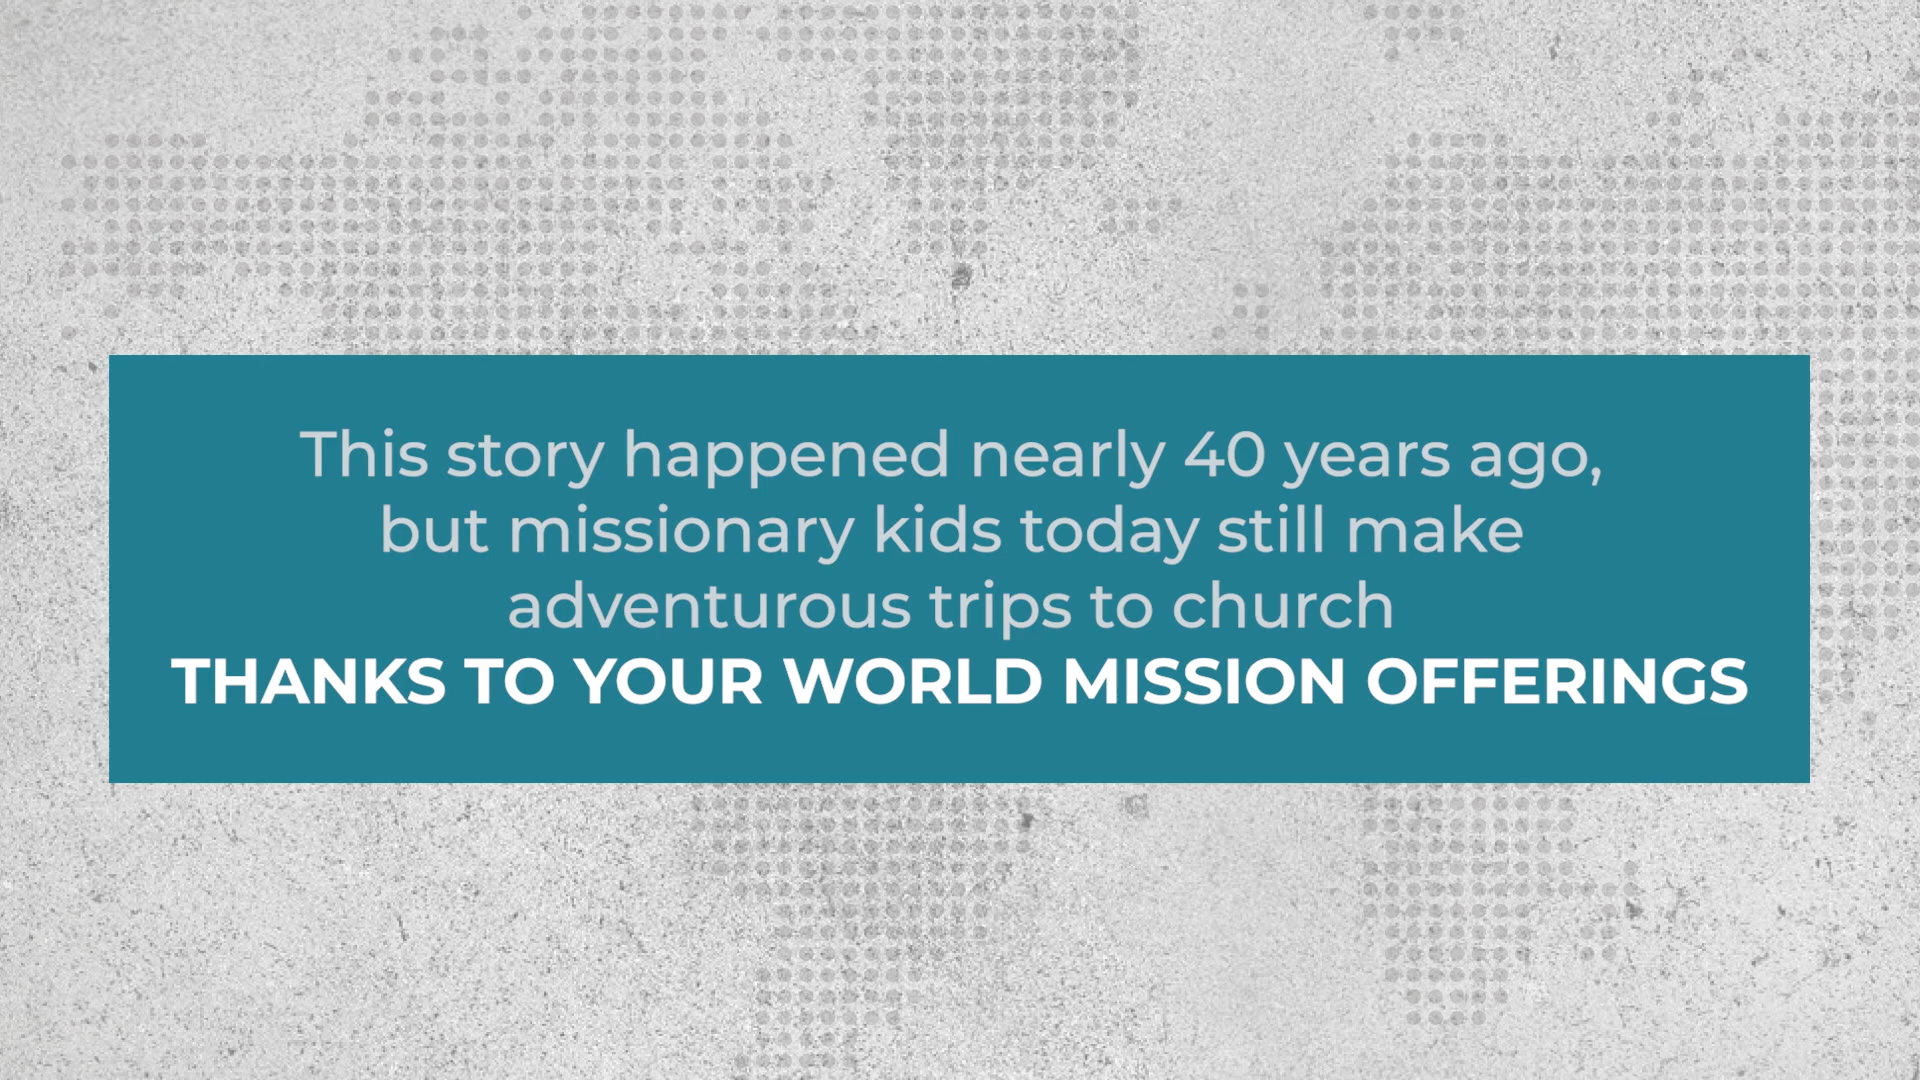 This story happened nearly 40 years ago,
but missionary kids today still make
adventurous trips to church
THANKS TO YOUR WORLD MISSION OFFERINGS